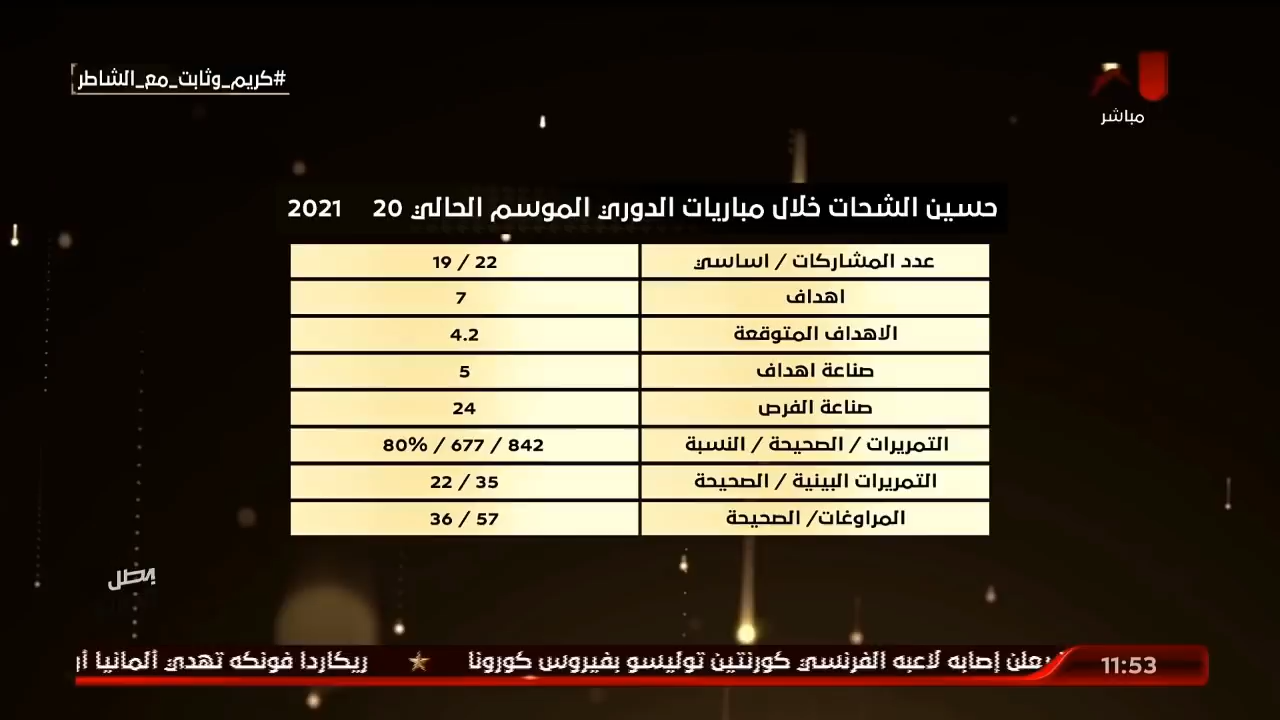 #كريم_وثابت_مع_الشاطر
مباشر
حسين الشحات خلال مباريات الدوري الموسم الحالي 20 2021
عدد المشاركات / اساسي 22 / 19
اهداف 7
الاهداف المتوقعة 4.2
صناعة اهداف 5
صناعة الفرص 24
التمريرات / الصحيحة / النسبة 842 / 677 / 80%
التمريرات البينية / الصحيحة 35 / 22
المراوغات/ الصحيحة 57 / 36
بطل
11:53
يعلن إصابه لاعبه الفرنسي كورنتين توليسو بفيروس كورونا ★ ريكاردا فونكه تهدي ألمانيا